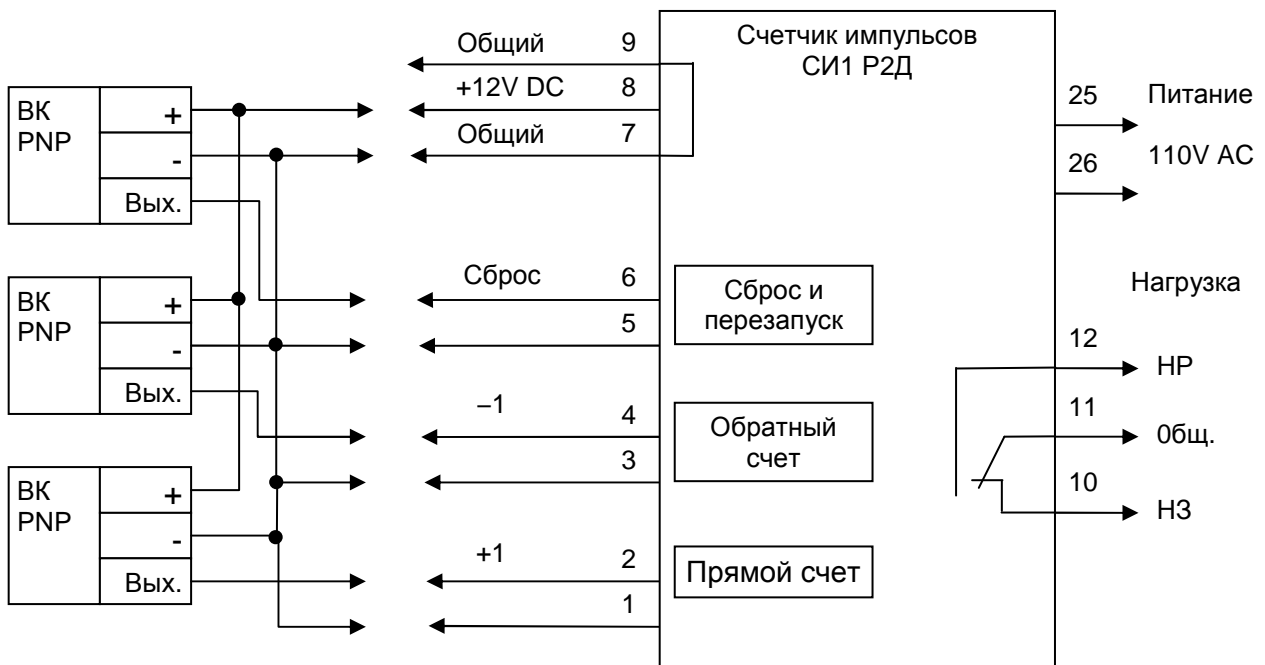 Общий 9
+12V DC 8
Общий 7
Счетчик импульсов
СИ1 Р2Д
25 Питание
26 110V AC
ВК
PNP
+
-
Вых.
Сброс 6
5
Сброс и
перезапуск
Нагрузка
ВК
PNP
+
-
Вых.
12
НР
–1 4
3
Обратный
счет
11
0бщ.
10
НЗ
ВК
PNP
+
-
Вых.
+1 2
1
Прямой счет